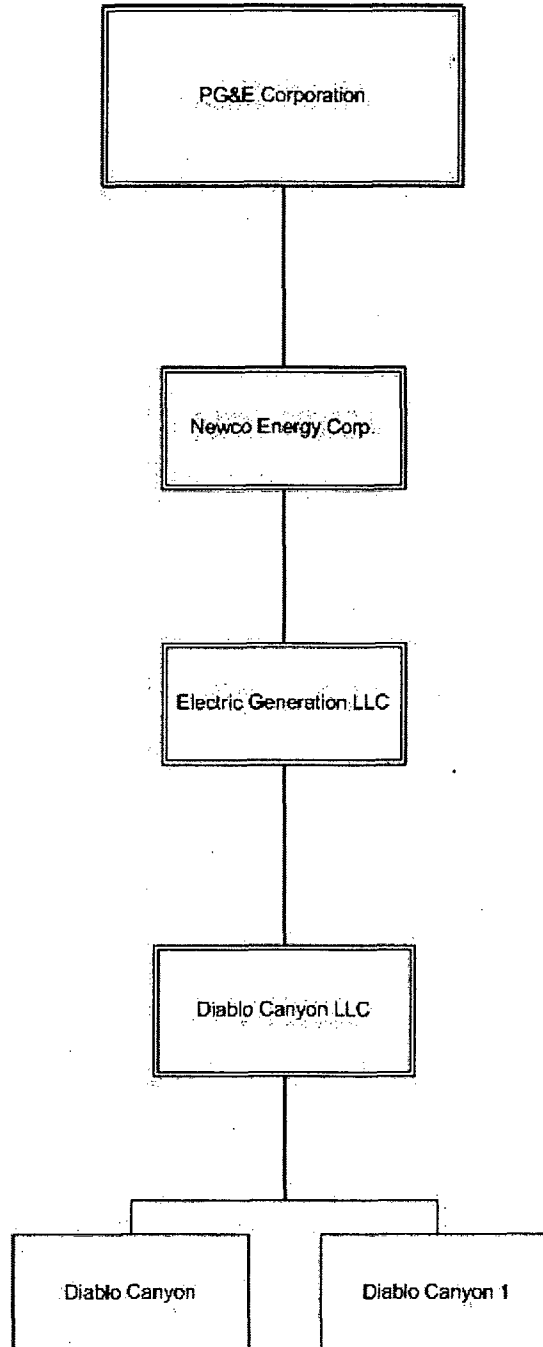 PG&E Corporation
Newco Energy Corp.
Electric Generation LLC
Diablo Canyon LLC
Diablo Canyon
Diablo Canyon 1